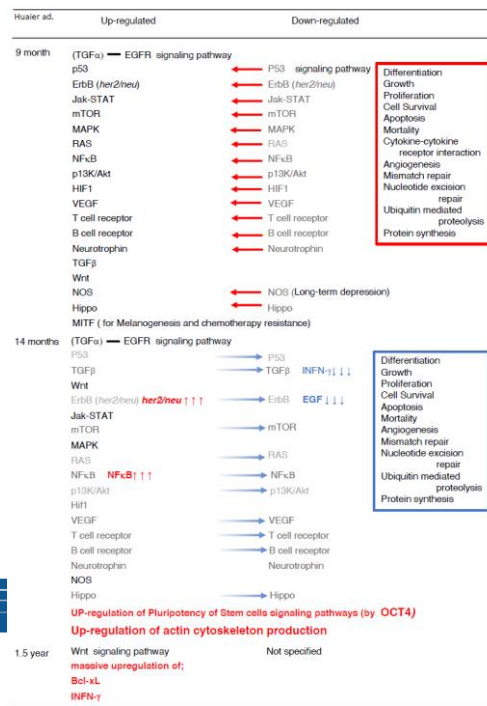 Huaier ad. Up-regulated Down-regulated
9 month (TGFα) — EGFR signaling pathway
p53 P53 signaling pathway
ErbB (her2/neu) ErbB (her2/neu)
Jak-STAT Jak-STAT
mTOR mTOR
MAPK MAPK
RAS RAS
NFκB NFκB
p13K/Akt p13K/Akt
HIF1 HIF1
VEGF VEGF
T cell receptor T cell receptor
B cell receptor B cell receptor
Neurotrophin Neurotrophin
TGFβ
Wnt
NOS NOS (Long-term depression)
Hippo Hippo
MITF ( for Melanogenesis and chemotherapy resistance)
Differentiation
Growth
Proliferation
Cell Survival
Apoptosis
Mortality
Cytokine-cytokine
receptor interaction
Angiogenesis
Mismatch repair
Nucleotide excision
repair
Ubiquitin mediated
proteolysis
Protein synthesis
14 months (TGFα) — EGFR signaling pathway
P53 P53
TGFβ TGFβ INFN-γ↓↓↓
Wnt
ErbB (her2/neu) her2/neu ↑↑↑ ErbB EGF ↓↓↓
Jak-STAT
mTOR mTOR
MAPK
RAS RAS
NFκB NFκB↑↑↑ NFκB
p13K/Akt p13K/Akt
Hif1
VEGF VEGF
T cell receptor T cell receptor
B cell receptor B cell receptor
Neurotrophin Neurotrophin
NOS
Hippo Hippo
Differentiation
Growth
Proliferation
Cell Survival
Apoptosis
Mortality
Angiogenesis
Mismatch repair
Nucleotide excision
repair
Ubiquitin mediated
proteolysis
Protein synthesis
UP-regulation of Pluripotency of Stem cells signaling pathways (by OCT4)
Up-regulation of actin cytoskeleton production
1.5 year Wnt signaling pathway Not specified
massive upregulation of;
Bcl-xL
INFN-γ